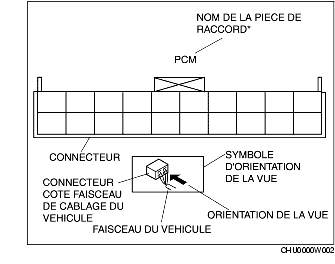 NOM DE LA PIECE DE
RACCORD*
PCM
CONNECTEUR
SYMBOLE
D'ORIENTATION
DE LA VUE
CONNECTEUR
COTE FAISCEAU
DE CABLAGE DU
VEHICULE
ORIENTATION DE LA VUE
FAISCEAU DU VEHICULE
CHU0000W002